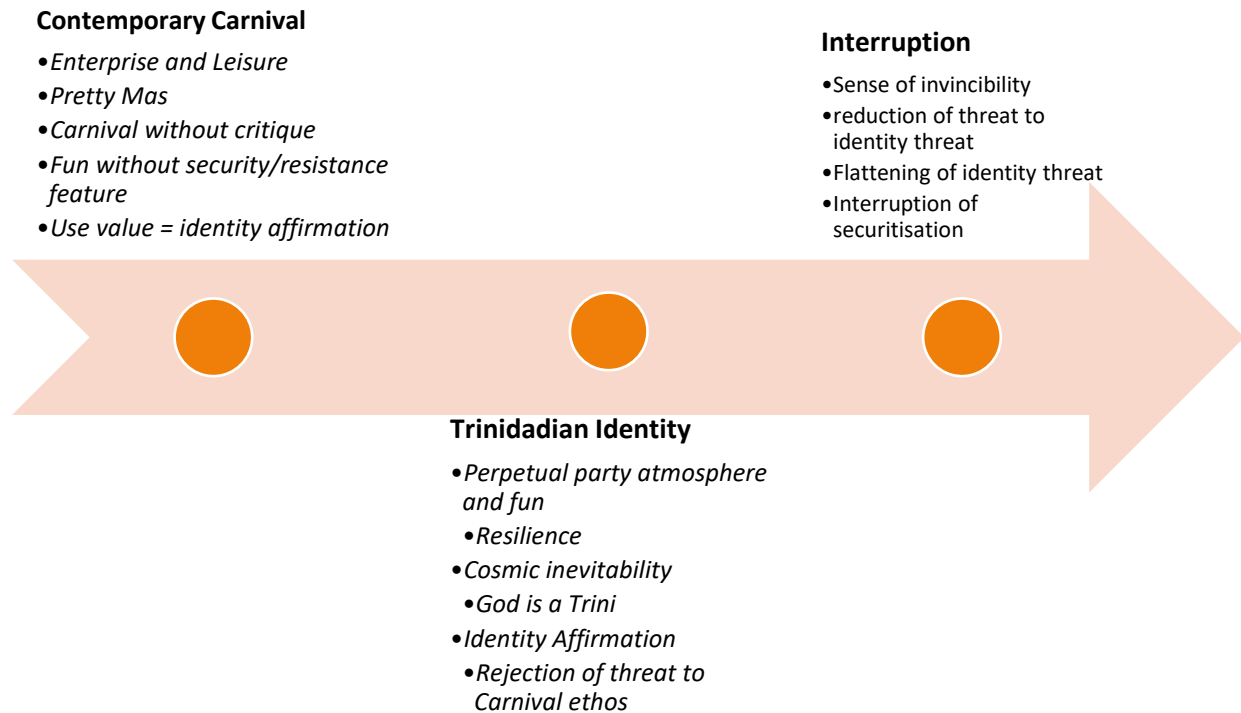 Contemporary Carnival
•Enterprise and Leisure
•Pretty Mas
•Carnival without critique
•Fun without security/resistance
feature
•Use value = identity affirmation
Trinidadian Identity
•Perpetual party atmosphere
and fun
•Resilience
•Cosmic inevitability
•God is a Trini
•Identity Affirmation
•Rejection of threat to
Carnival ethos
Interruption
•Sense of invincibility
•reduction of threat to
identity threat
•Flattening of identity threat
•Interruption of
securitisation